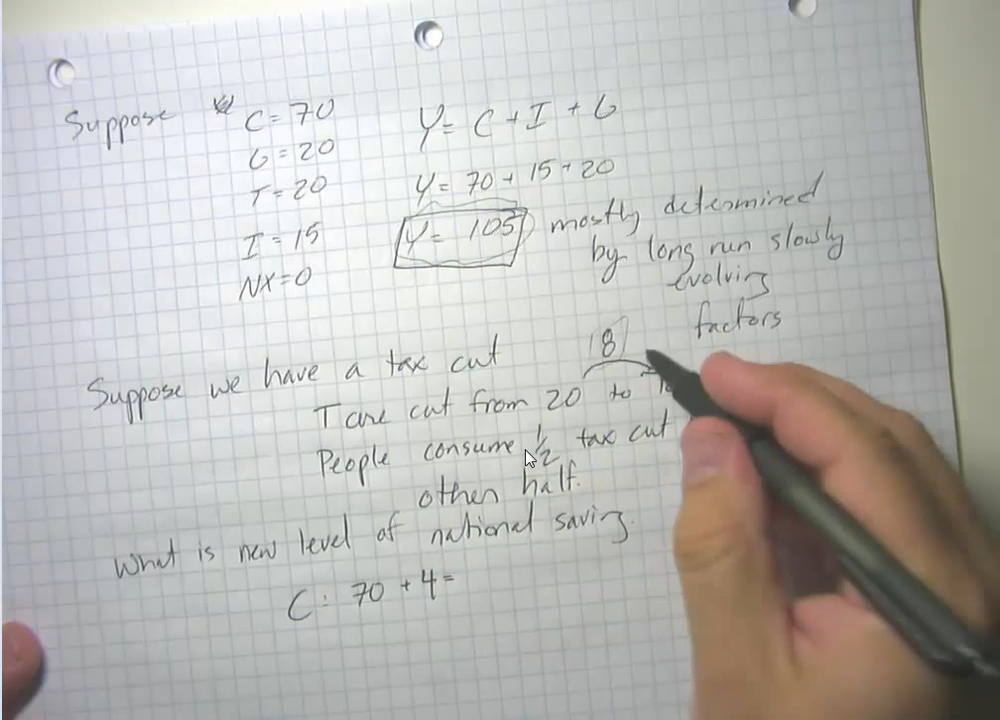 Suppose C = 70
G = 20
T = 20
I = 15
NX = 0
Y = C + I + G
Y = 70 + 15 + 20
Y = 105 mostly determined
by long run slowly
evolving
factors
Suppose we have a tax cut
8
T are cut from 20 to
People consume 1/2 tax cut
other half.
What is new level of national saving.
C: 70 + 4 =